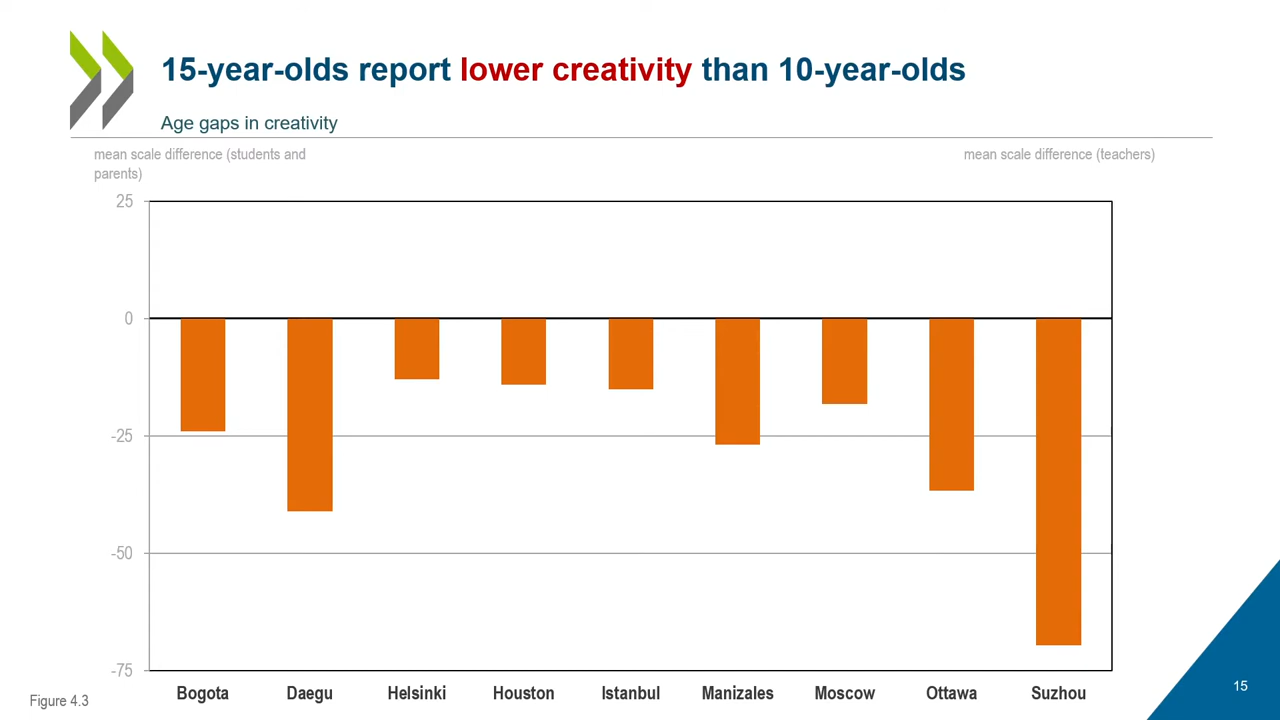 15-year-olds report lower creativity than 10-year-olds
Age gaps in creativity
mean scale difference (students and
parents)
mean scale difference (teachers)
25
0
-25
-50
-75
Bogota Daegu Helsinki Houston Istanbul Manizales Moscow Ottawa Suzhou
Figure 4.3
15